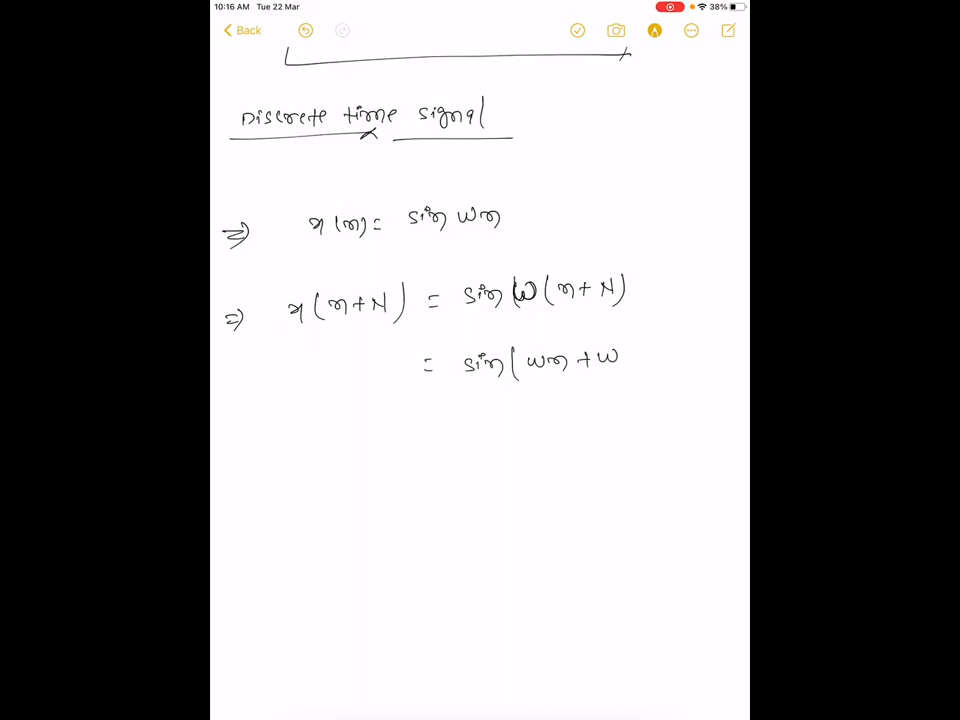 10:16 AM Tue 22 Mar 38%
Back
Discrete time signal
⇒ x(n) = sin ωn
⇒ x(n+N) = sin(ω(n+N)
= sin(ωn+ω